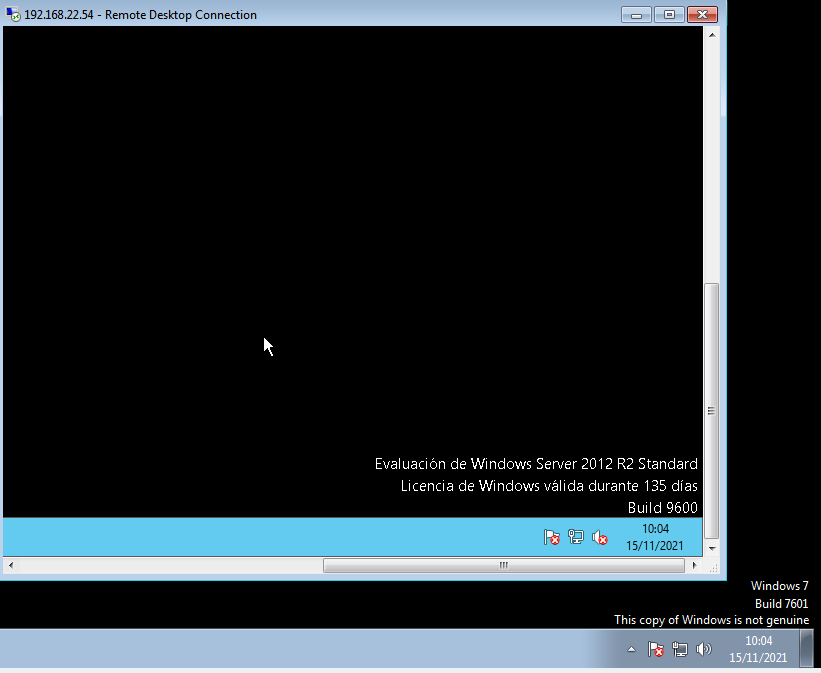 192.168.22.54 - Remote Desktop Connection
Evaluación de Windows Server 2012 R2 Standard
Licencia de Windows válida durante 135 días
Build 9600
10:04
15/11/2021
Windows 7
Build 7601
This copy of Windows is not genuine
10:04
15/11/2021